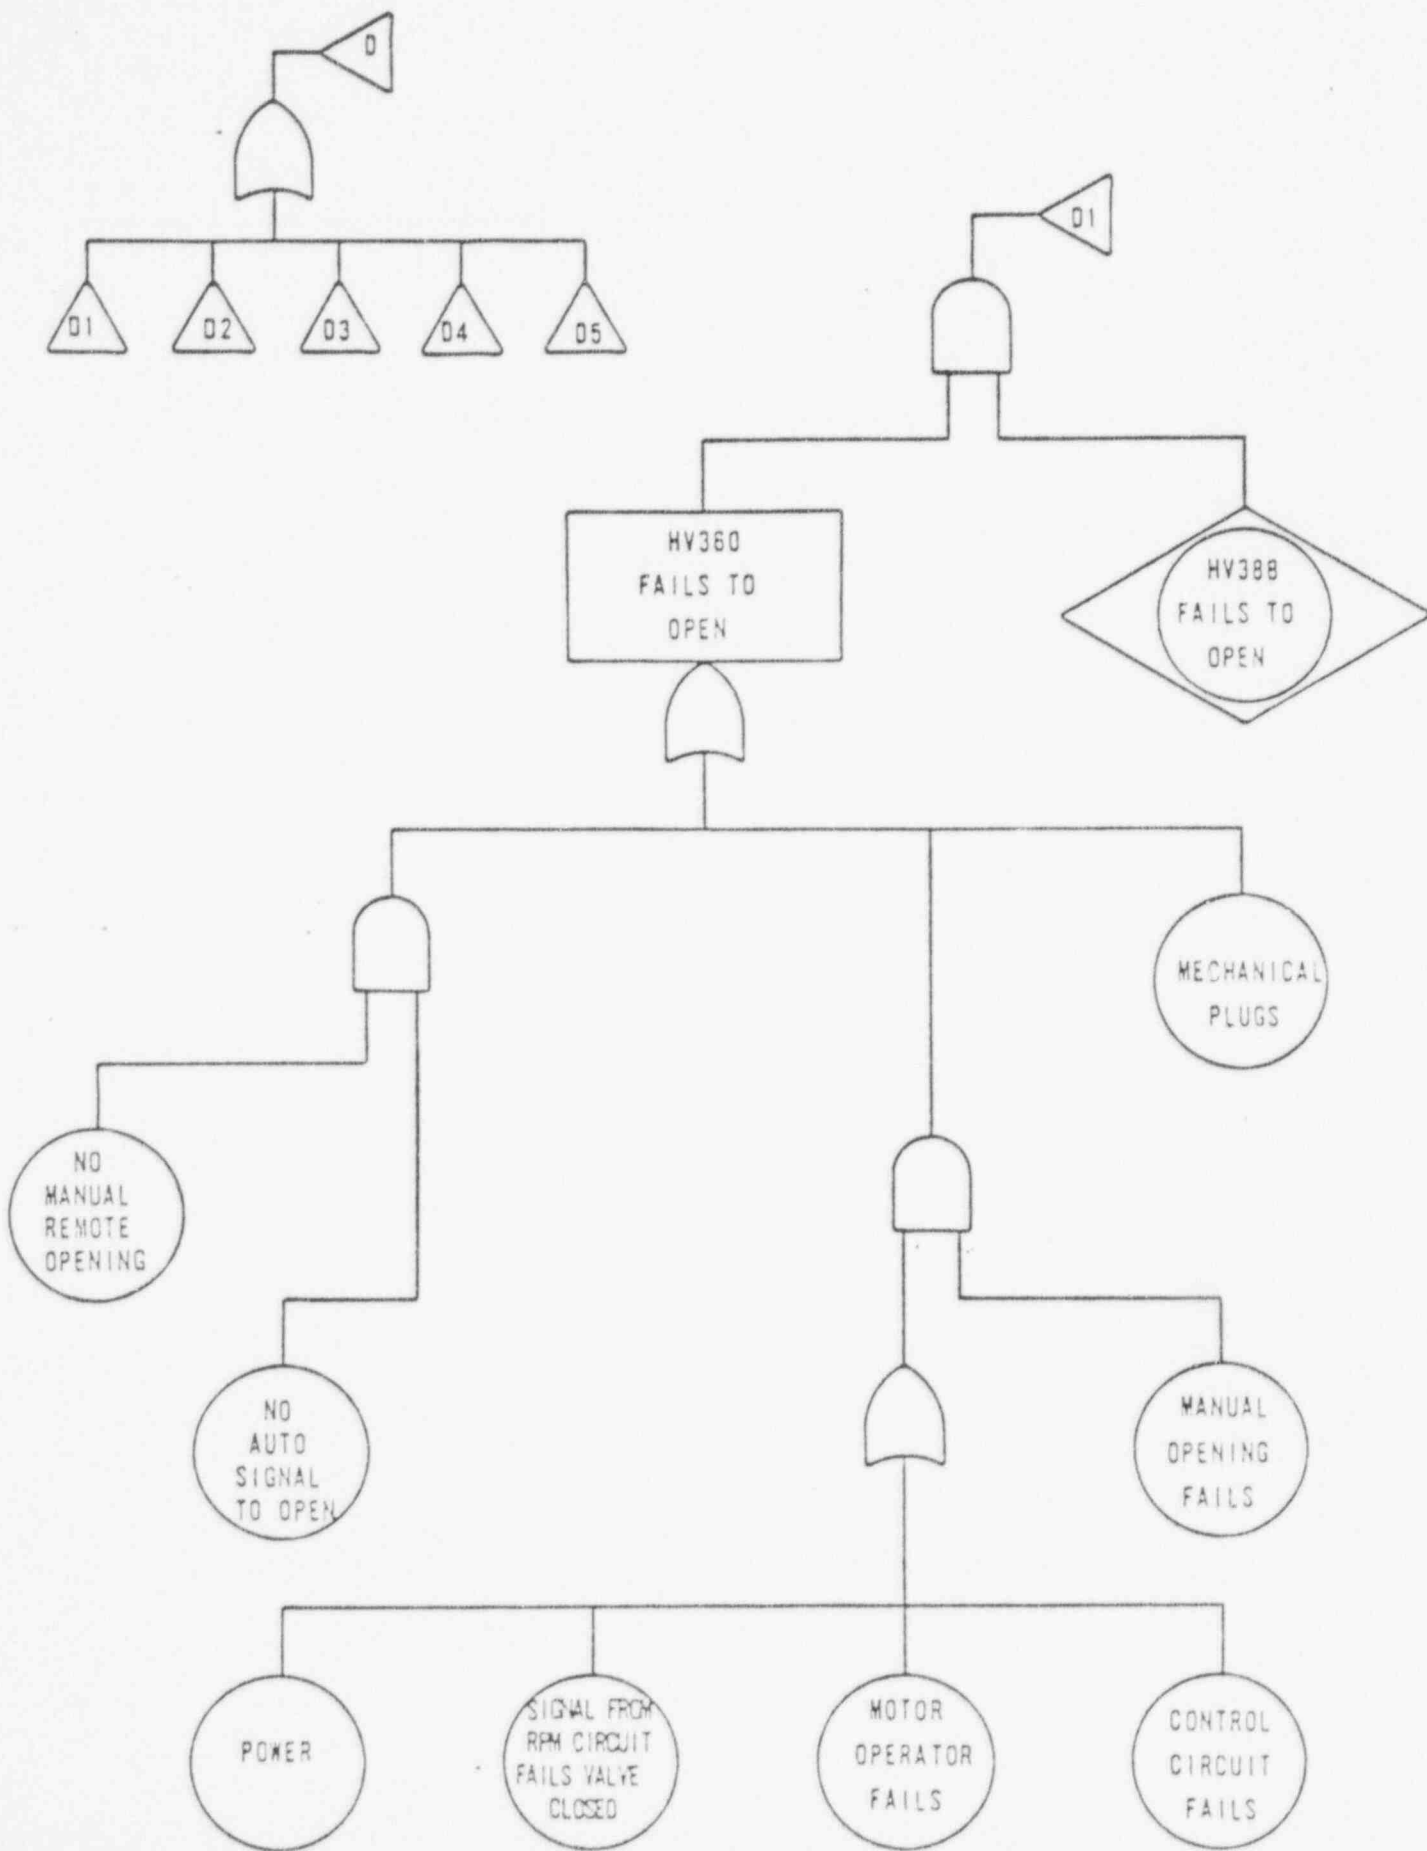 D
D1
D1
D2
D3
D4
D5
HV360
FAILS TO
OPEN
HV388
FAILS TO
OPEN
MECHANICAL
PLUGS
NO
MANUAL
REMOTE
OPENING
NO
AUTO
SIGNAL
TO OPEN
MANUAL
OPENING
FAILS
POWER
SIGNAL FROM
RPM CIRCUIT
FAILS VALVE
CLOSED
MOTOR
OPERATOR
FAILS
CONTROL
CIRCUIT
FAILS